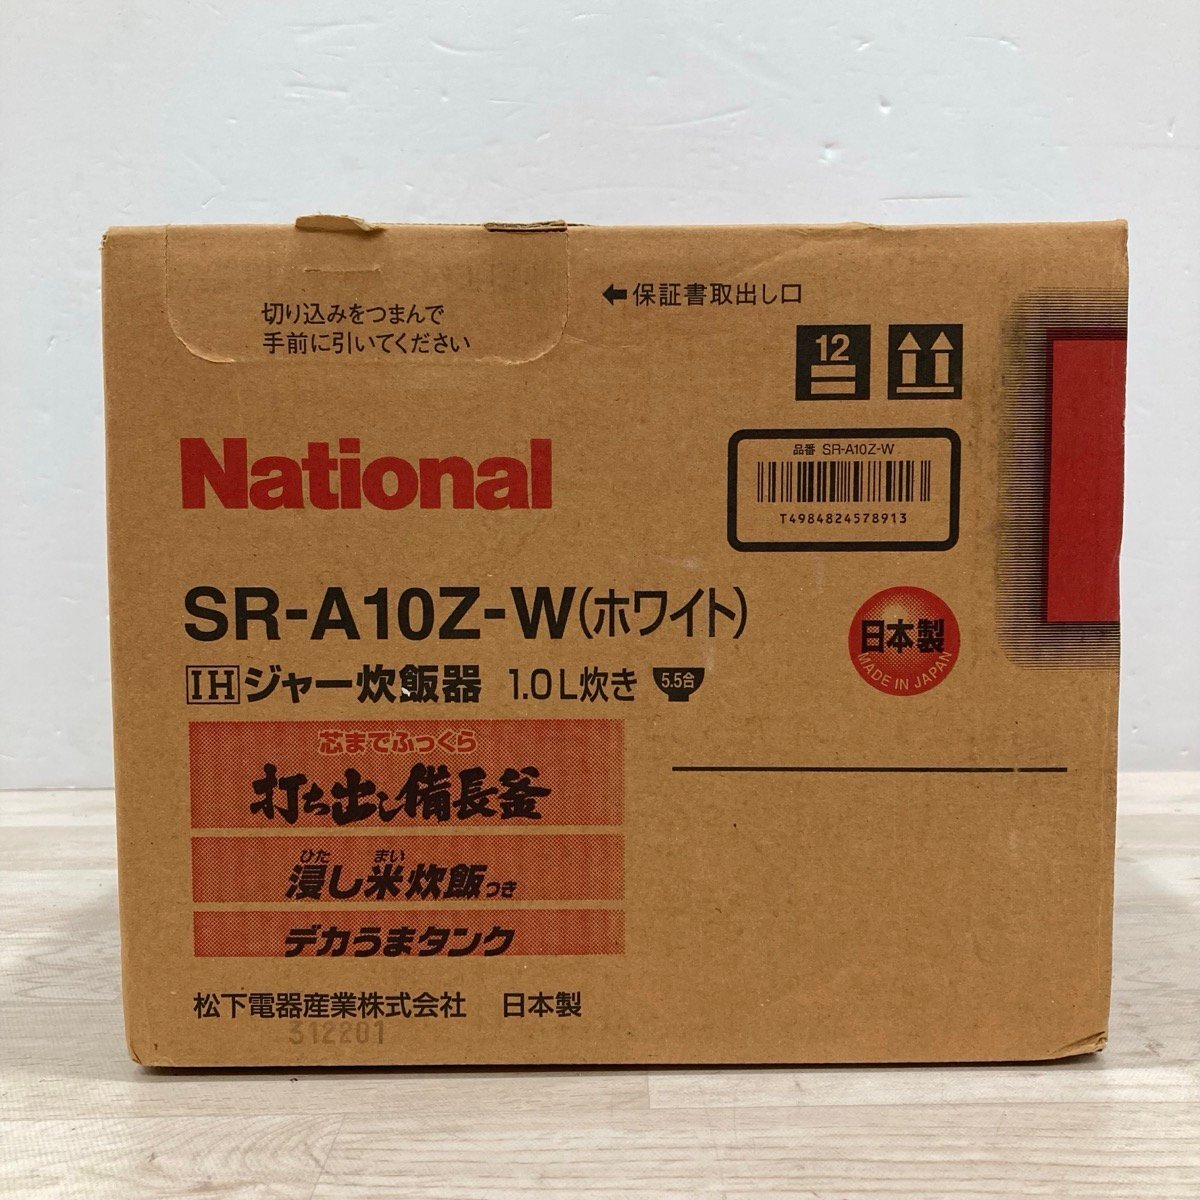 切り込みをつまんで
手前に引いてください
保証書取出し口
12
National
品番 SR-A10Z-W
T4984824578913
SR-A10Z-W(ホワイト)
日本製
MADE IN JAPAN
IHジャー炊飯器 1.0L炊き 5.5合
芯までふっくら
打ち出し備長釜
ひた まい
浸し米炊飯つき
デカうまタンク
松下電器産業株式会社 日本製
312201